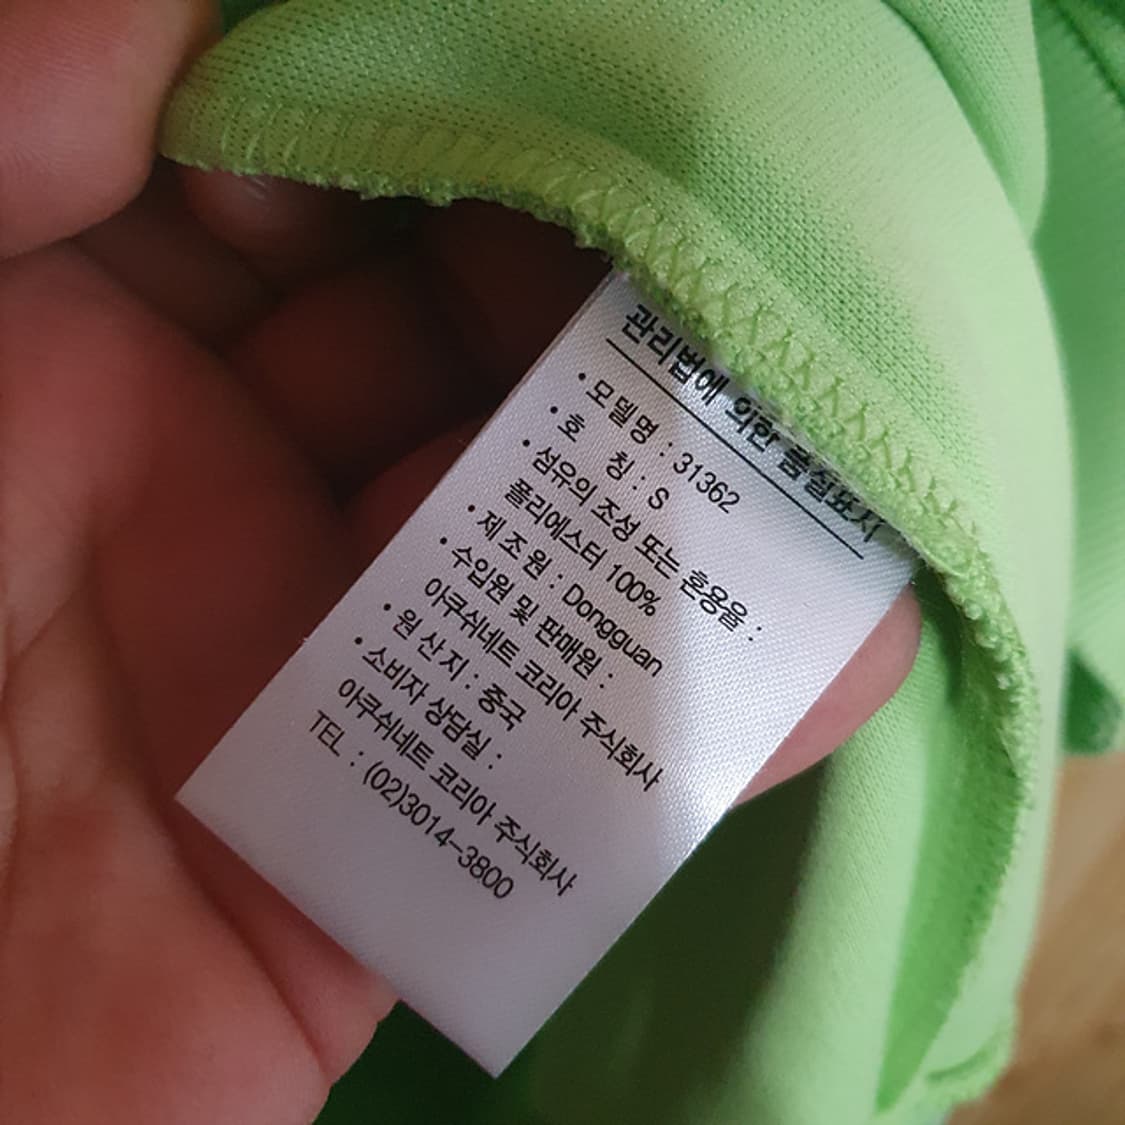 관리법에 의한 품질표시
• 모델명 : 31362
• 호 칭 : S
• 섬유의 조성 또는 혼용율 :
폴리에스터 100%
• 제 조 원 : Dongguan
• 수입원 및 판매원 :
아쿠쉬네트 코리아 주식회사
• 원 산 지 : 중국
• 소비자 상담실 :
아쿠쉬네트 코리아 주식회사
TEL : (02)3014-3800